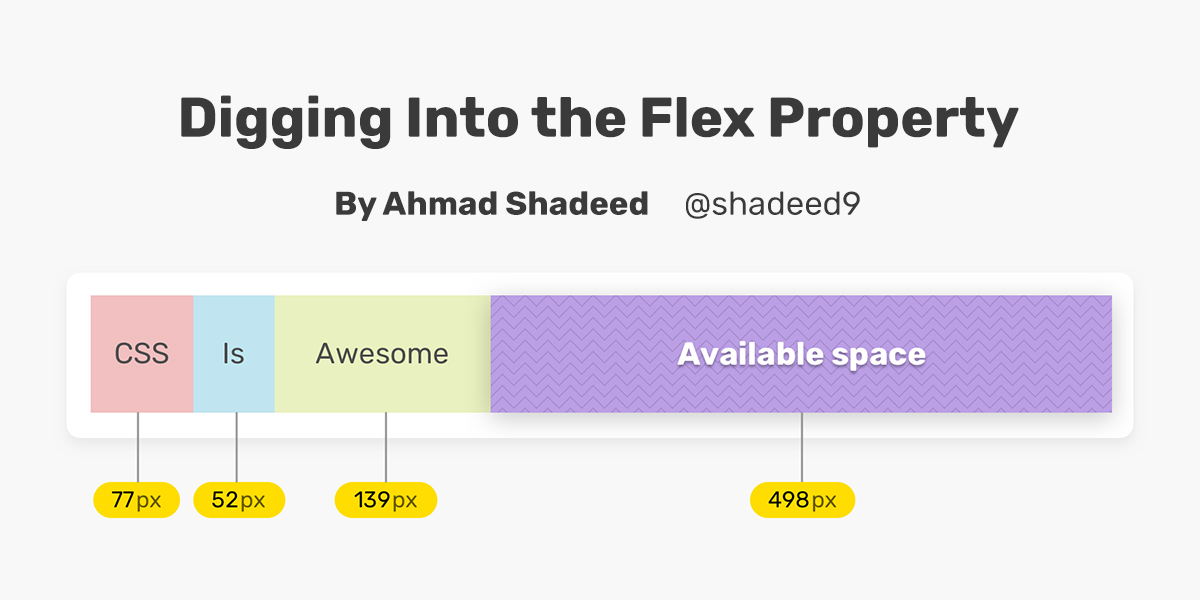 Digging Into the Flex Property
By Ahmad Shadeed @shadeed9
CSS Is Awesome Available space
77px 52px 139px 498px